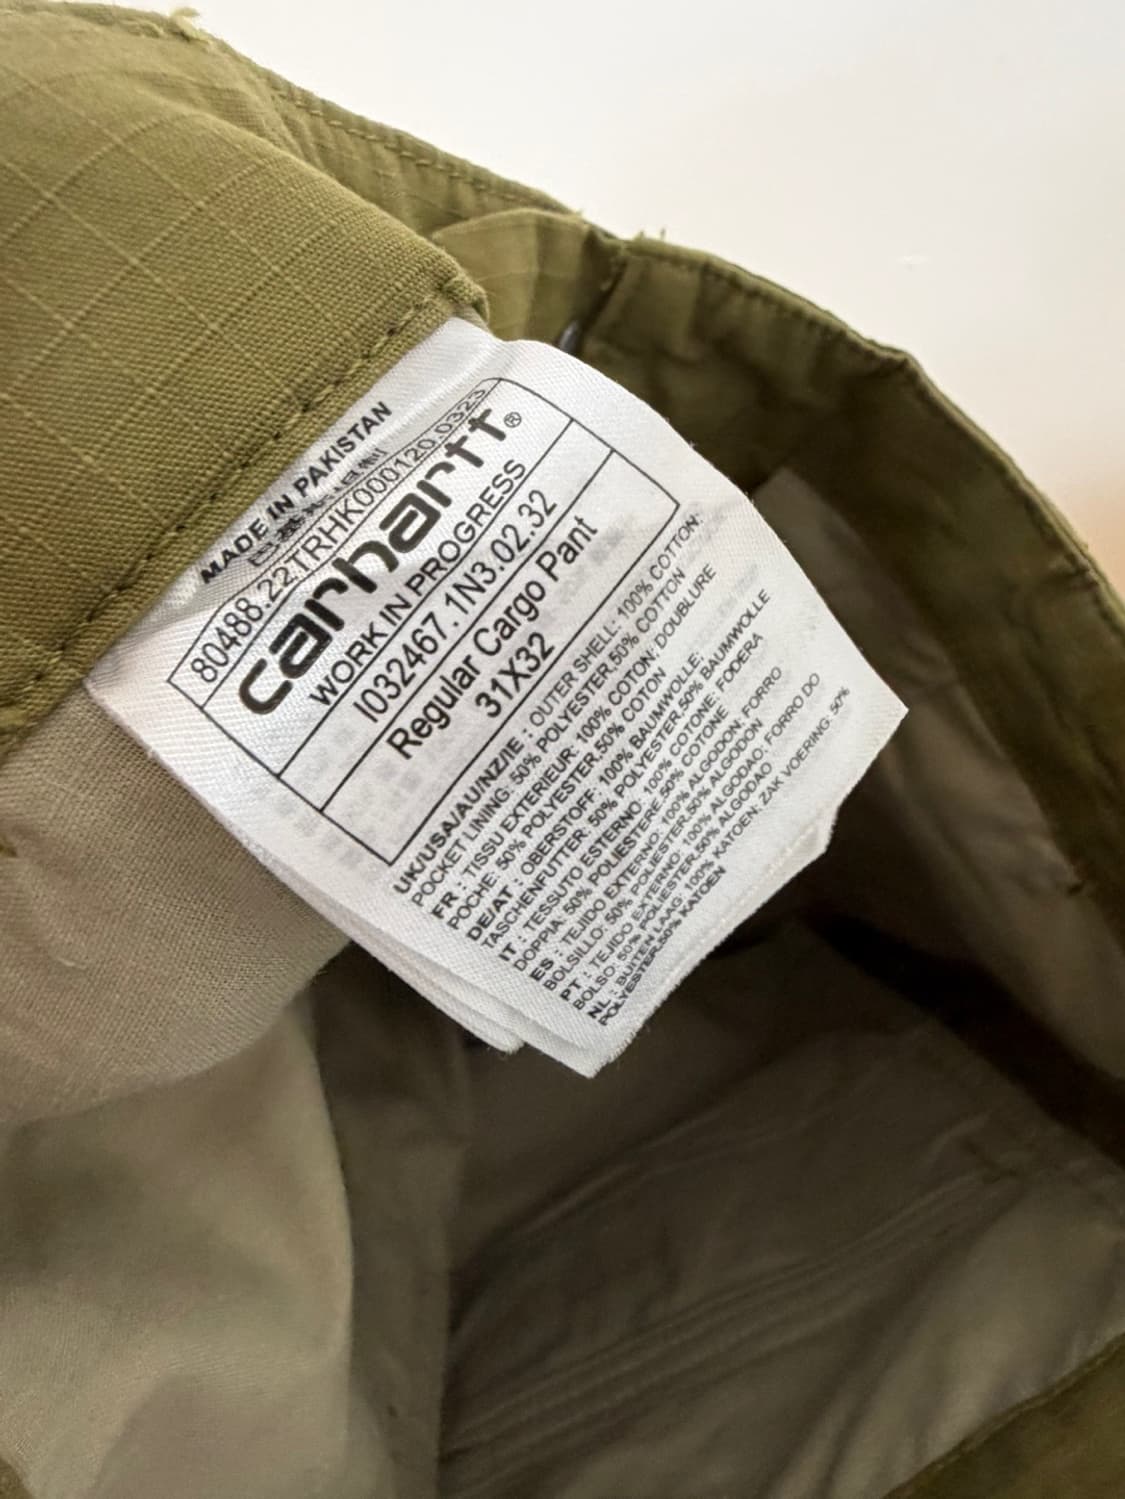 MADE IN PAKISTAN
80488.22TRHK000120.0323
carhartt®
WORK IN PROGRESS
I032467.1N3.02.32
Regular Cargo Pant
31X32
UK/USA/AU/NZ/IE : OUTER SHELL: 100% COTTON:
POCKET LINING: 50% POLYESTER.50% COTTON
FR : TISSU EXTERIEUR: 100% COTON: DOUBLURE
POCHE: 50% POLYESTER.50% COTON
DE/AT : OBERSTOFF: 100% BAUMWOLLE:
TASCHENFUTTER: 50% POLYESTER.50% BAUMWOLLE
IT : TESSUTO ESTERNO: 100% COTONE: FODERA
DOPPIA: 50% POLIESTERE.50% COTONE
ES : TEJIDO EXTERNO: 100% ALGODON: FORRO
BOLSILLO: 50% POLIESTER.50% ALGODON
PT : TEJIDO EXTERNO: 100% ALGODAO: FORRO DO
BOLSO: 50% POLIESTER.50% ALGODAO
NL : BUITEN LAAG: 100% KATOEN: ZAK VOERING: 50%
POLYESTER.50% KATOEN